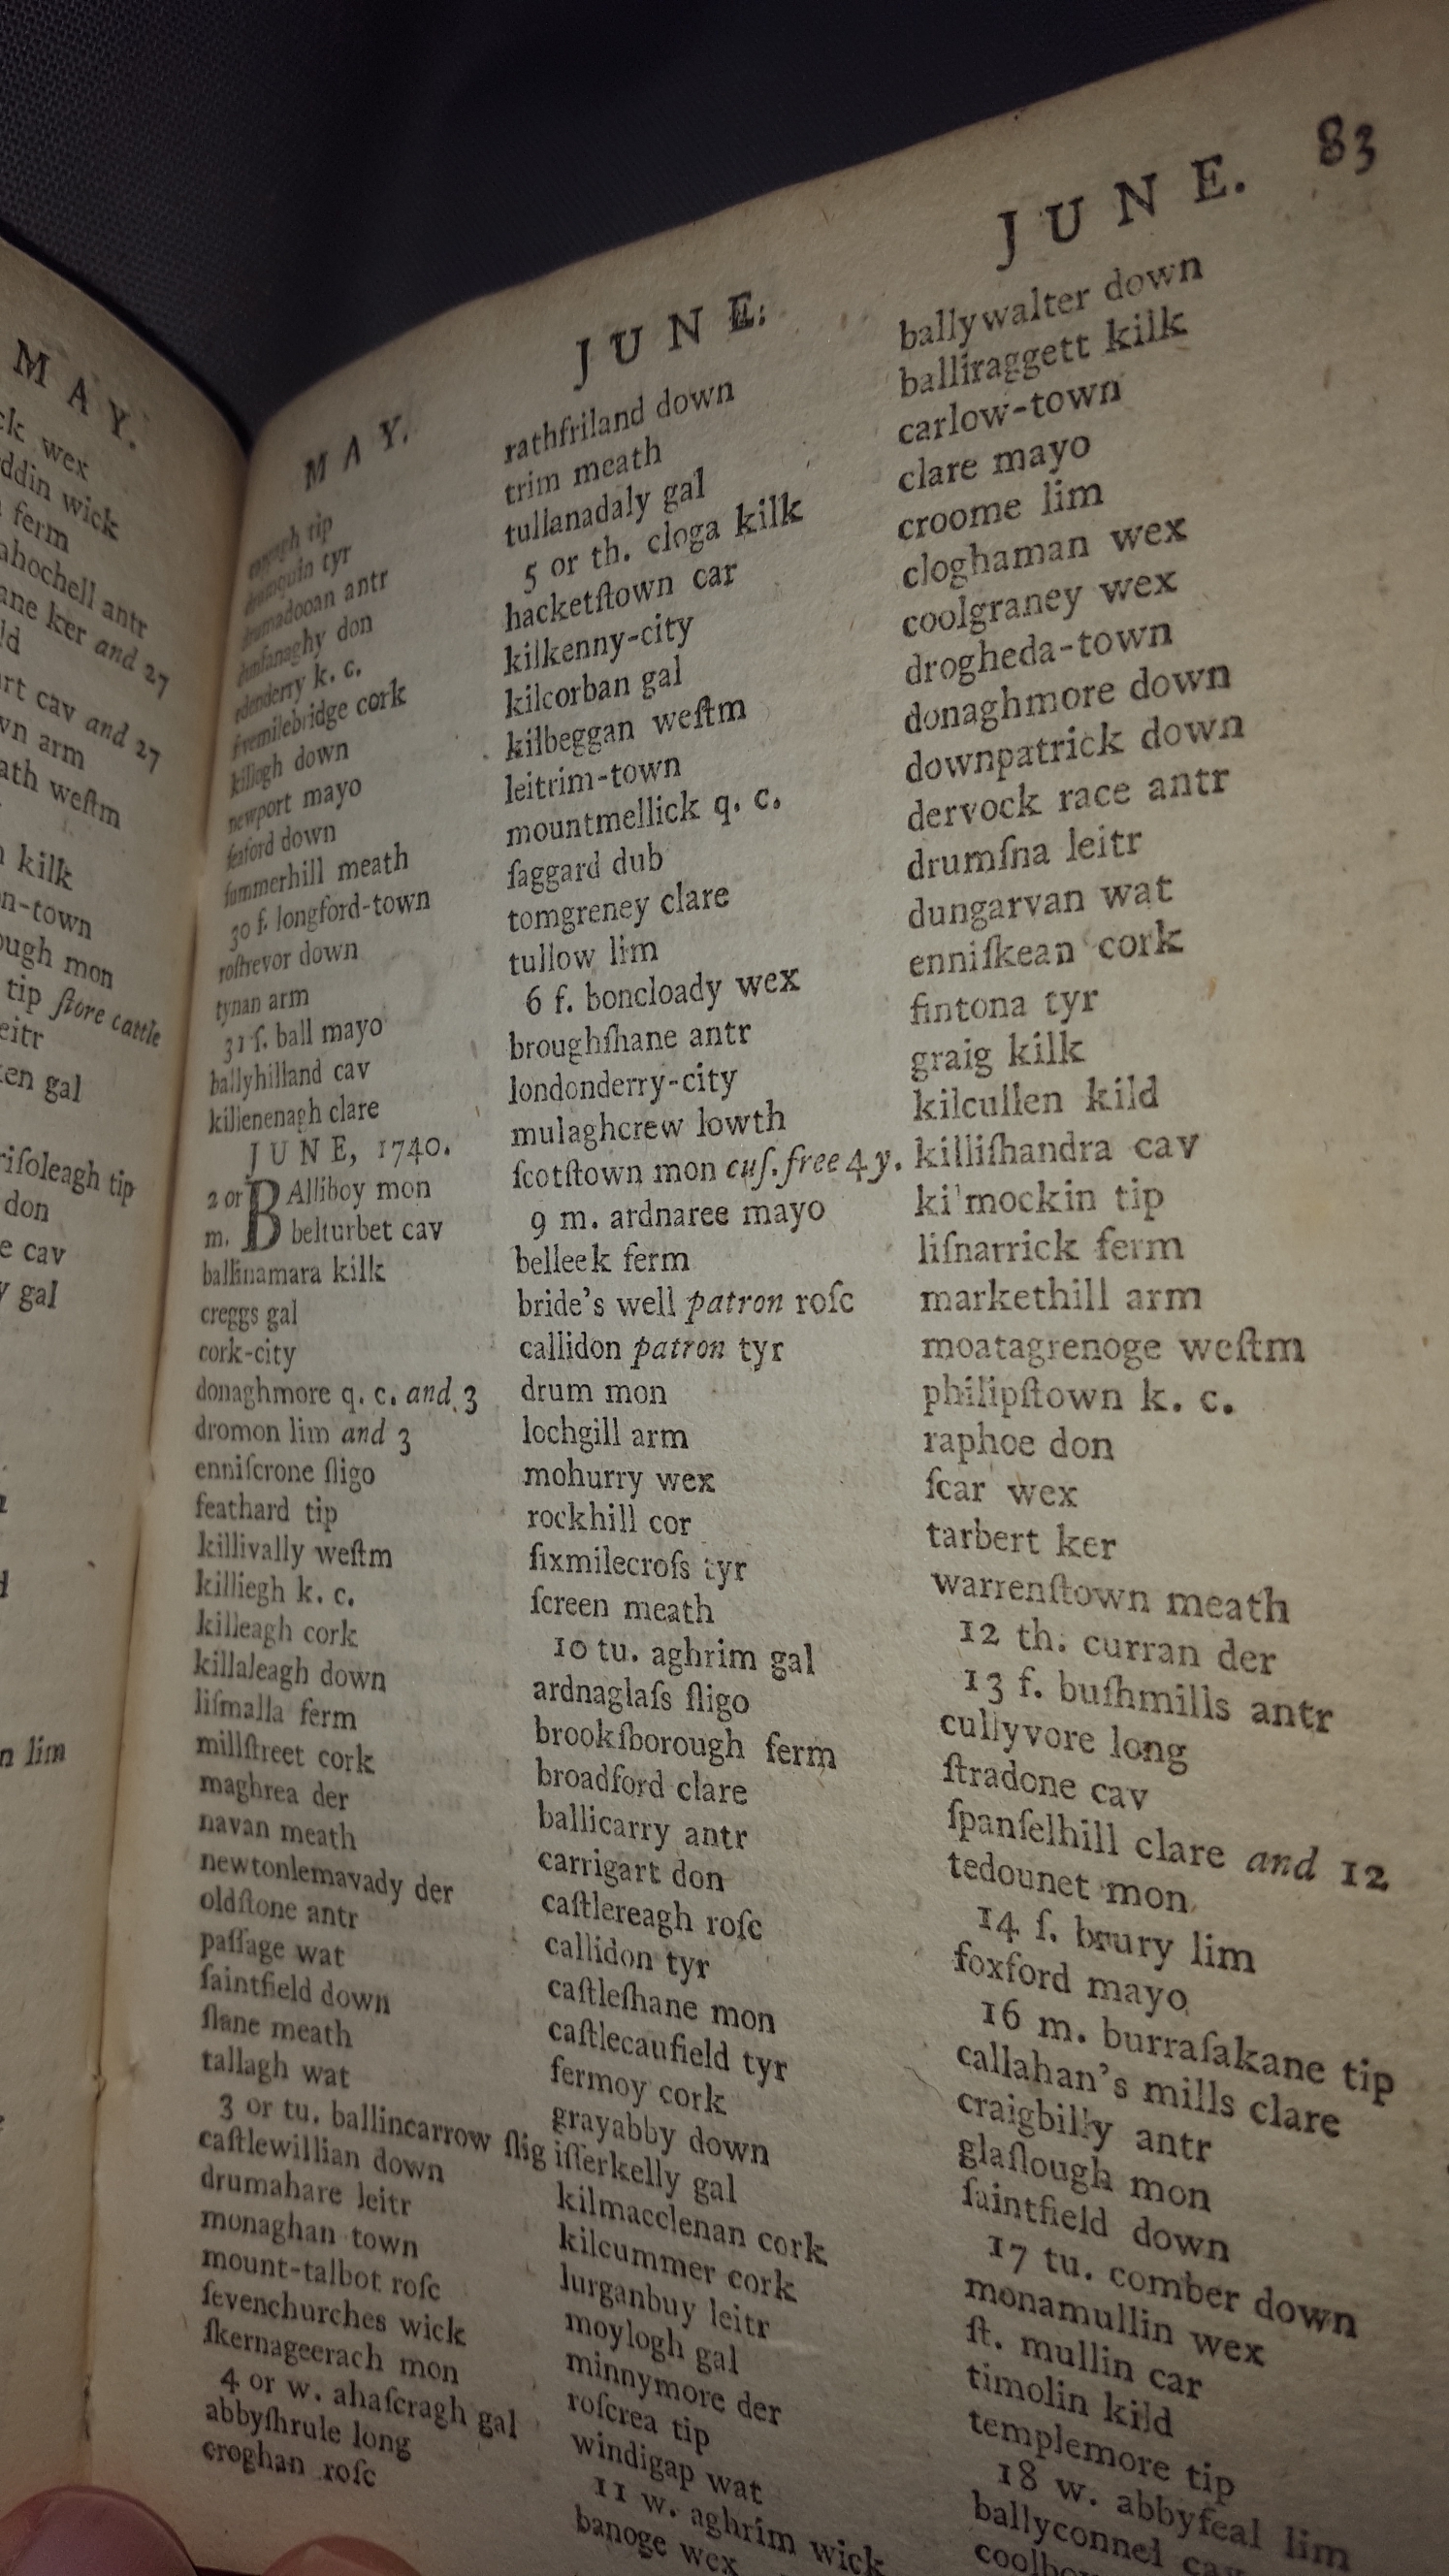 M A Y.
wex
wick
ferm
antr
ker and 27
cav and 27
arm
weſtm
kilk
mon
tip ſtore cattle
gal
tip
don
cav
gal
lim
83
M A Y.
tip
tyr
antr
don
k. c.
cork
killogh down
newport mayo
down
ſummerhill meath
30 f. longford-town
roſtrevor down
tynan arm
31 ſ. ball mayo
ballyhilland cav
killenenagh clare
J U N E, 1740.
2 or BAlliboy mon
m. belturbet cav
ballinamara kilk
creggs gal
cork-city
donaghmore q. c. and 3
dromon lim and 3
enniſcrone ſligo
feathard tip
killivally weſtm
killiegh k. c.
killeagh cork
killaleagh down
liſmalla ferm
millſtreet cork
maghrea der
navan meath
newtonlemavady der
oldſtone antr
paſſage wat
ſaintfield down
ſlane meath
tallagh wat
3 or tu. ballincarrow ſlig
caſtlewillian down
drumahare leitr
monaghan town
mount-talbot roſc
ſevenchurches wick
ſkernageerach mon
4 or w. ahaſcragh gal
abbyſhrule long
croghan roſc
J U N E:
rathfriland down
trim meath
tullanadaly gal
5 or th. cloga kilk
hacketſtown car
kilkenny-city
kilcorban gal
kilbeggan weſtm
leitrim-town
mountmellick q. c.
ſaggard dub
tomgreney clare
tullow lim
6 f. boncloady wex
broughſhane antr
londonderry-city
mulaghcrew lowth
ſcotſtown mon cuſ. free 4 y.
9 m. ardnaree mayo
belleek ferm
bride's well patron roſc
callidon patron tyr
drum mon
lochgill arm
mohurry wex
rockhill cor
ſixmilecroſs tyr
ſcreen meath
10 tu. aghrim gal
ardnaglaſs ſligo
brookſborough ferm
broadford clare
ballicarry antr
carrigart don
caſtlereagh roſc
callidon tyr
caſtleſhane mon
caſtlecaufield tyr
fermoy cork
grayabby down
iſſerkelly gal
kilmacclenan cork
kilcummer cork
lurganbuy leitr
moylogh gal
minnymore der
roſcrea tip
windigap wat
11 w. aghrim wick
banoge wex
J U N E.
ballywalter down
balliraggett kilk
carlow-town
clare mayo
croome lim
cloghaman wex
coolgraney wex
drogheda-town
donaghmore down
downpatrick down
dervock race antr
drumſna leitr
dungarvan wat
enniſkean cork
fintona tyr
graig kilk
kilcullen kild
killiſhandra cav
kilmockin tip
liſnarrick ferm
markethill arm
moatagrenoge weſtm
philipſtown k. c.
raphoe don
ſcar wex
tarbert ker
warrenſtown meath
12 th. curran der
13 f. buſhmills antr
cullyvore long
ſtradone cav
ſpanſelhill clare and 12
tedounet mon
14 ſ. brury lim
foxford mayo
16 m. burraſakane tip
callahan's mills clare
craigbilly antr
glaſlough mon
ſaintfield down
17 tu. comber down
monamullin wex
ſt. mullin car
timolin kild
templemore tip
18 w. abbyfeal lim
ballyconnel